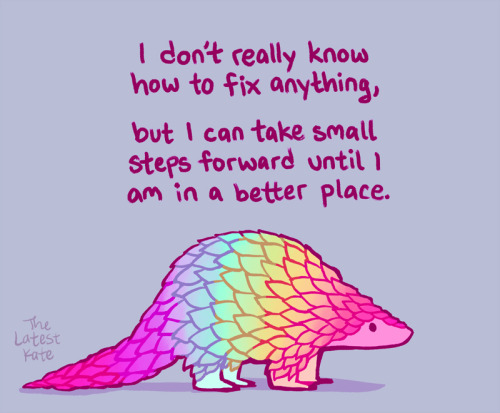 I don't really know
how to fix anything,
but I can take small
steps forward until I
am in a better place.
The
Latest
Kate